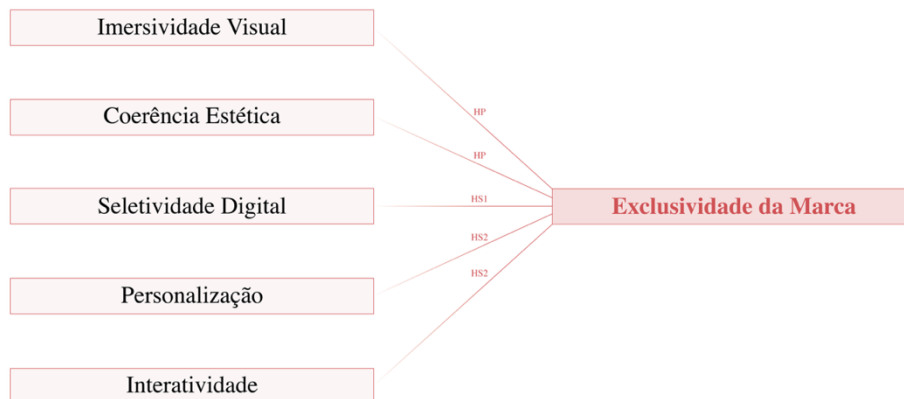 Imersividade Visual
HP
Coerência Estética
HP
Seletividade Digital
HS1
Exclusividade da Marca
HS2
Personalização
HS2
Interatividade